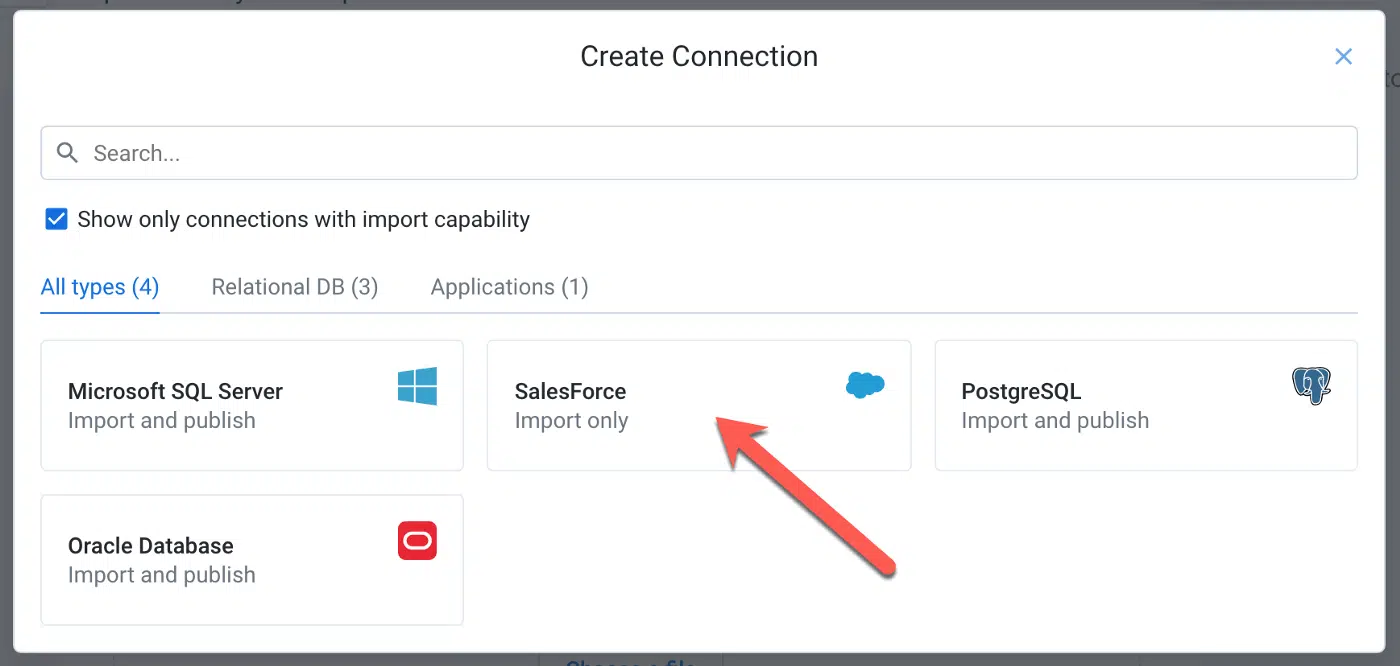 Create Connection
Search...
Show only connections with import capability
All types (4) Relational DB (3) Applications (1)
Microsoft SQL Server
Import and publish
SalesForce
Import only
PostgreSQL
Import and publish
Oracle Database
Import and publish